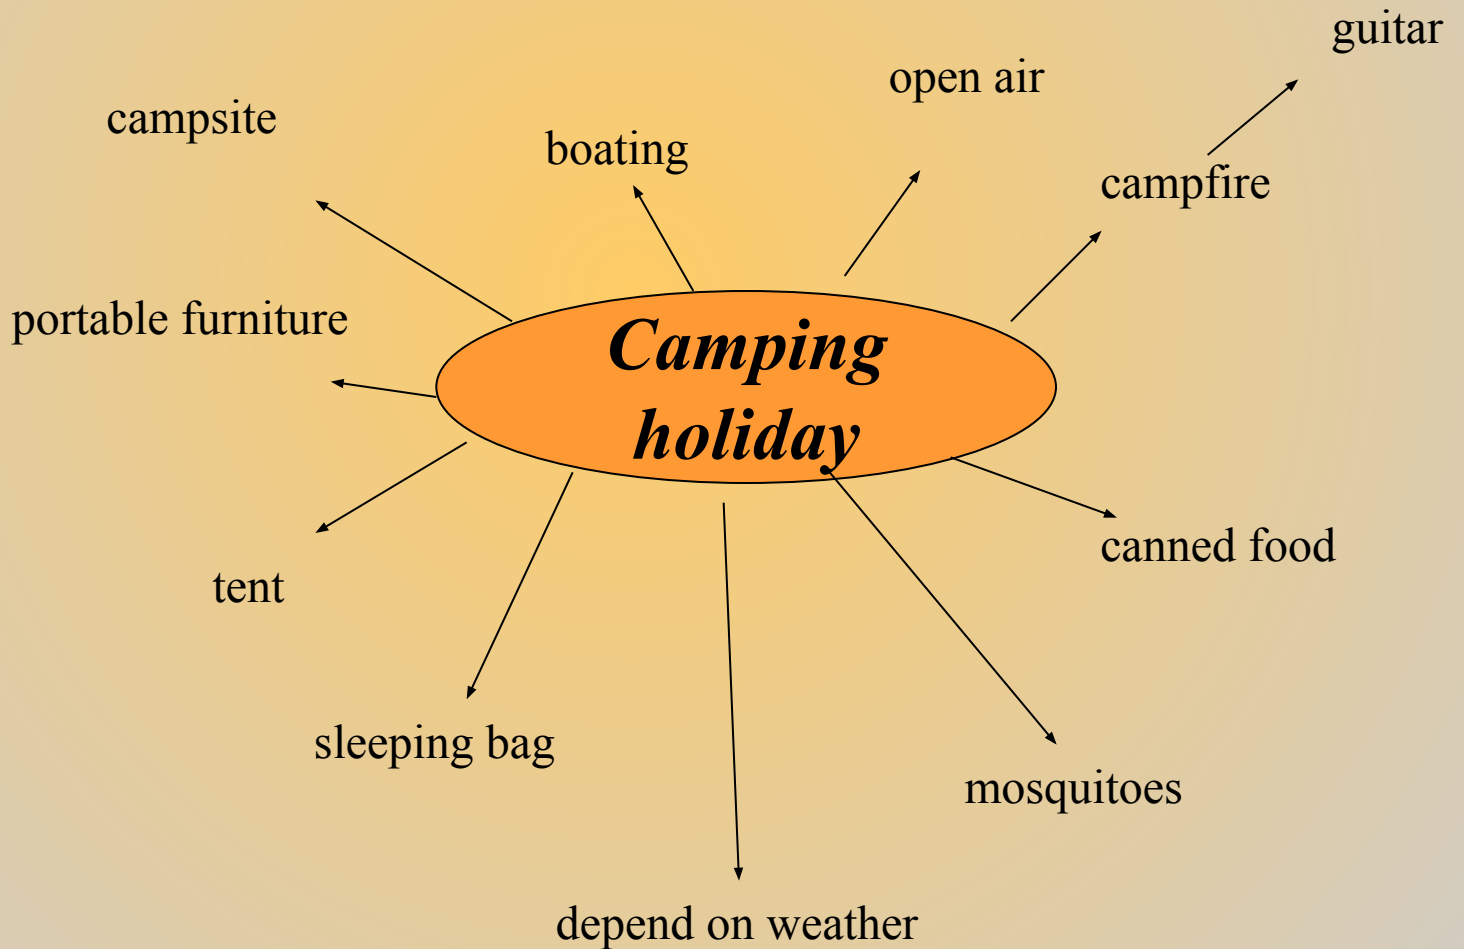 guitar
open air
campsite
boating
campfire
portable furniture
Camping
holiday
canned food
tent
sleeping bag
mosquitoes
depend on weather